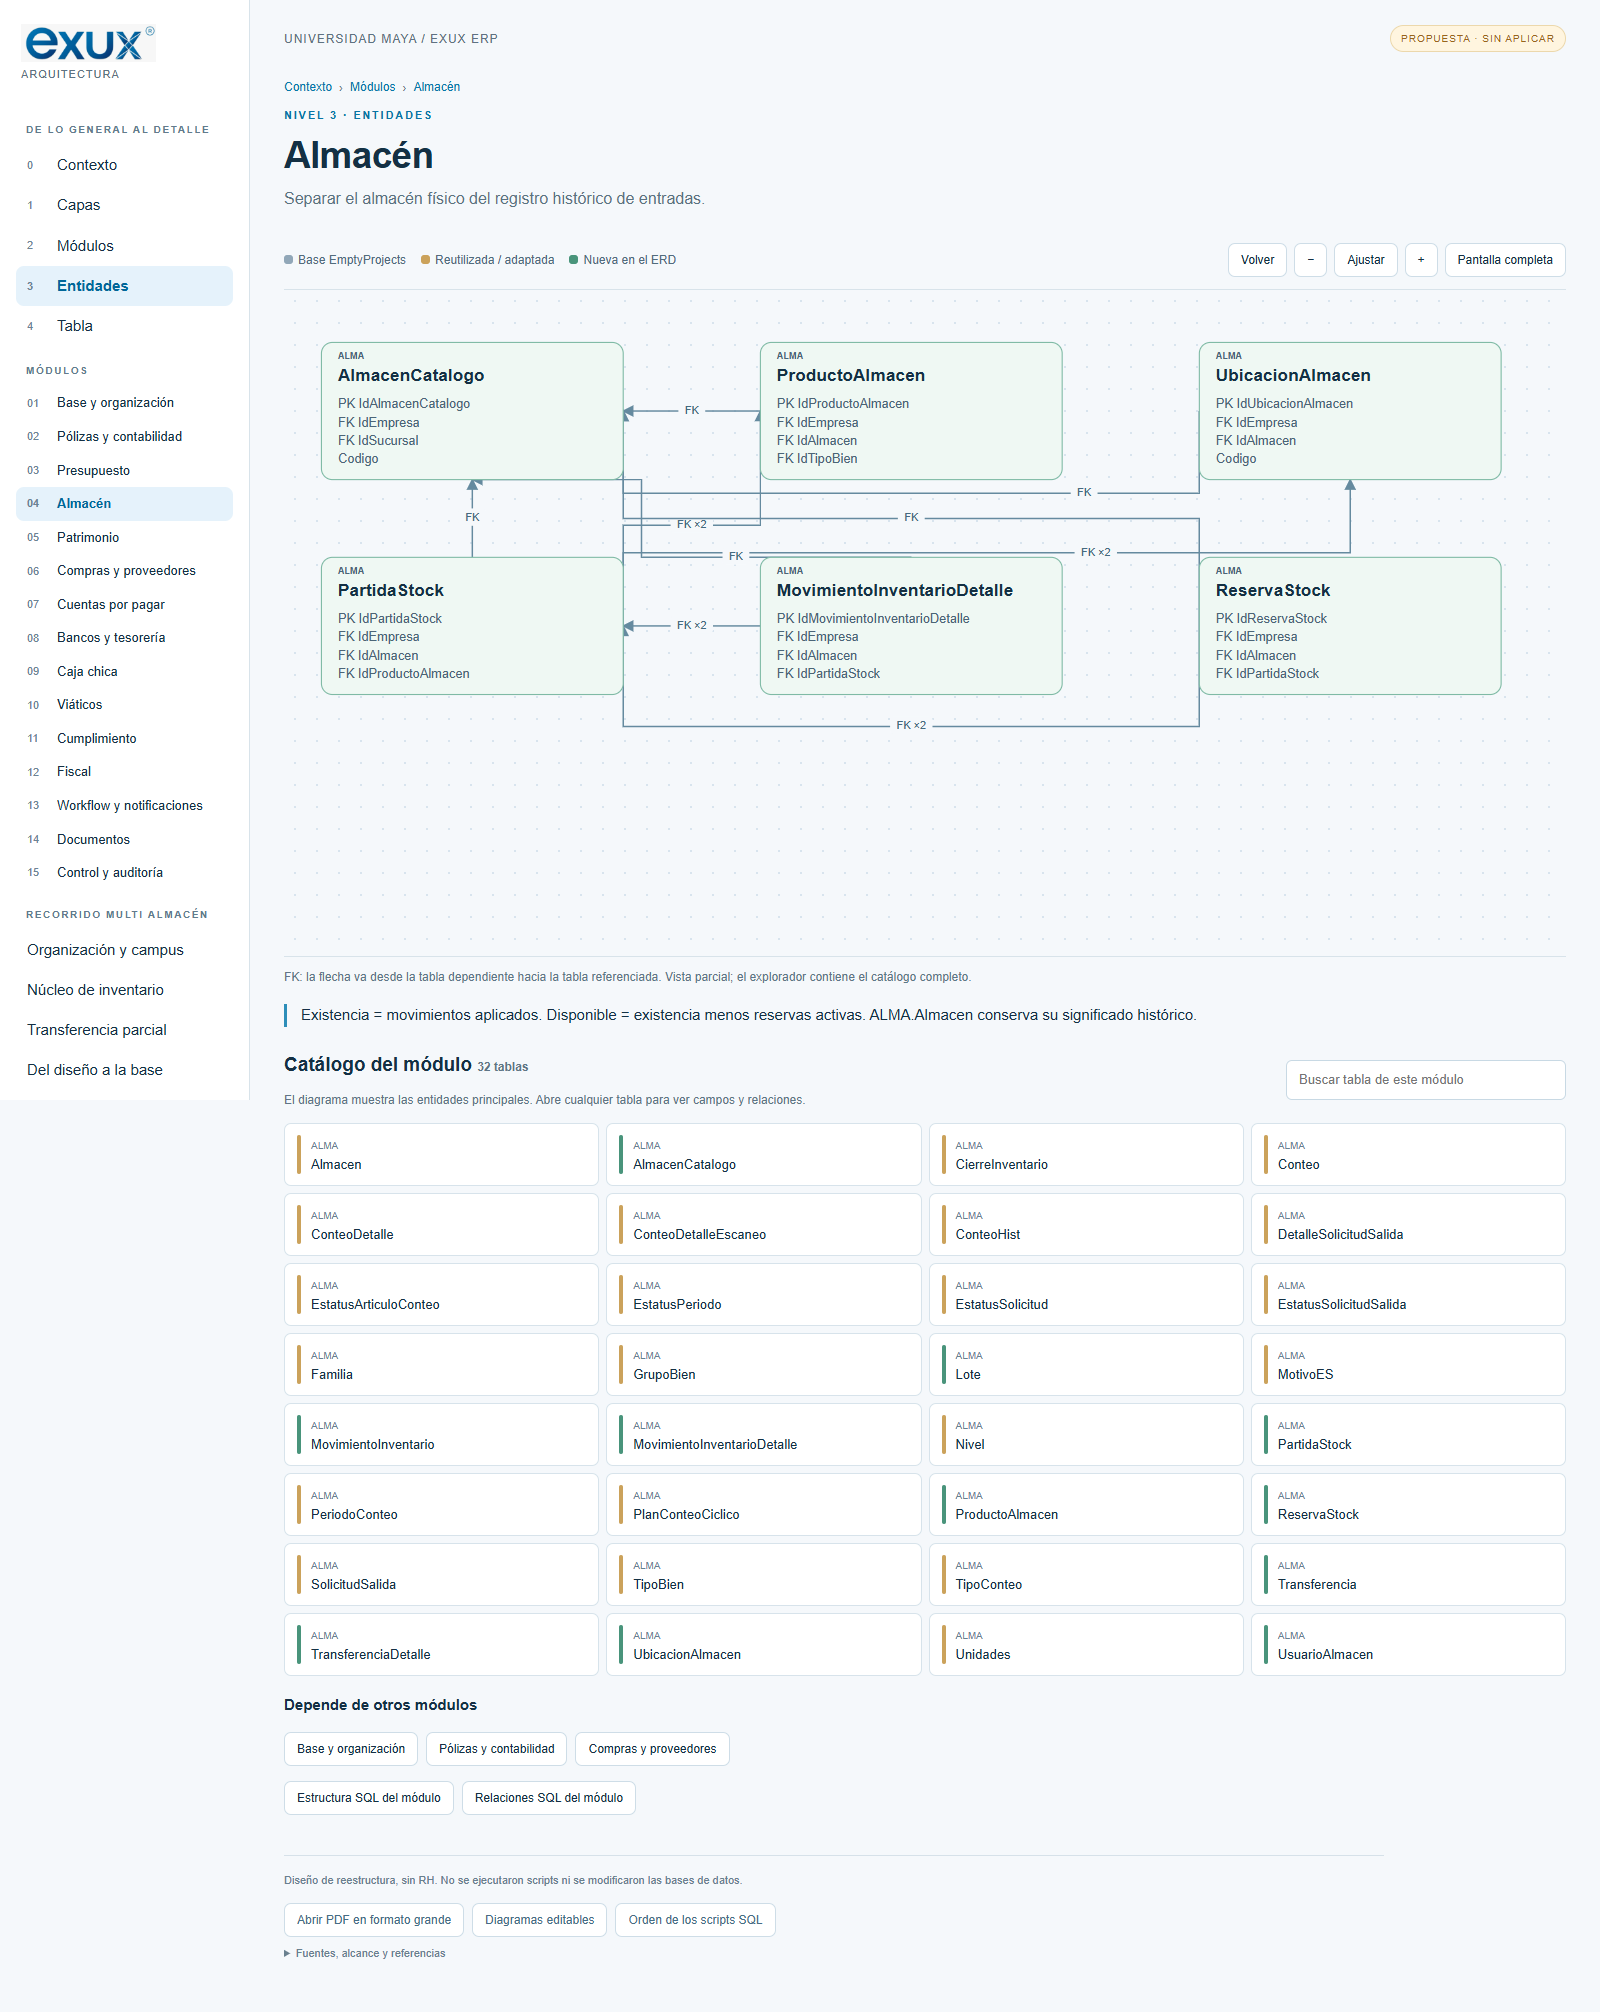 exux®
ARQUITECTURA
DE LO GENERAL AL DETALLE
0 Contexto
1 Capas
2 Módulos
3 Entidades
4 Tabla
MÓDULOS
01 Base y organización
02 Pólizas y contabilidad
03 Presupuesto
04 Almacén
05 Patrimonio
06 Compras y proveedores
07 Cuentas por pagar
08 Bancos y tesorería
09 Caja chica
10 Viáticos
11 Cumplimiento
12 Fiscal
13 Workflow y notificaciones
14 Documentos
15 Control y auditoría
RECORRIDO MULTI ALMACÉN
Organización y campus
Núcleo de inventario
Transferencia parcial
Del diseño a la base
UNIVERSIDAD MAYA / EXUX ERP
PROPUESTA · SIN APLICAR
Contexto › Módulos › Almacén
NIVEL 3 · ENTIDADES
Almacén
Separar el almacén físico del registro histórico de entradas.
Base EmptyProjects Reutilizada / adaptada Nueva en el ERD
Volver − Ajustar + Pantalla completa
ALMA
AlmacenCatalogo
PK IdAlmacenCatalogo
FK IdEmpresa
FK IdSucursal
Codigo
FK
ALMA
ProductoAlmacen
PK IdProductoAlmacen
FK IdEmpresa
FK IdAlmacen
FK IdTipoBien
ALMA
UbicacionAlmacen
PK IdUbicacionAlmacen
FK IdEmpresa
FK IdAlmacen
Codigo
FK
FK
FK
FK ×2
FK
FK ×2
ALMA
PartidaStock
PK IdPartidaStock
FK IdEmpresa
FK IdAlmacen
FK IdProductoAlmacen
FK ×2
ALMA
MovimientoInventarioDetalle
PK IdMovimientoInventarioDetalle
FK IdEmpresa
FK IdAlmacen
FK IdPartidaStock
ALMA
ReservaStock
PK IdReservaStock
FK IdEmpresa
FK IdAlmacen
FK IdPartidaStock
FK ×2
FK: la flecha va desde la tabla dependiente hacia la tabla referenciada. Vista parcial; el explorador contiene el catálogo completo.
Existencia = movimientos aplicados. Disponible = existencia menos reservas activas. ALMA.Almacen conserva su significado histórico.
Catálogo del módulo 32 tablas
Buscar tabla de este módulo
El diagrama muestra las entidades principales. Abre cualquier tabla para ver campos y relaciones.
ALMA ALMA ALMA ALMA
Almacen AlmacenCatalogo CierreInventario Conteo
ALMA ALMA ALMA ALMA
ConteoDetalle ConteoDetalleEscaneo ConteoHist DetalleSolicitudSalida
ALMA ALMA ALMA ALMA
EstatusArticuloConteo EstatusPeriodo EstatusSolicitud EstatusSolicitudSalida
ALMA ALMA ALMA ALMA
Familia GrupoBien Lote MotivoES
ALMA ALMA ALMA ALMA
MovimientoInventario MovimientoInventarioDetalle Nivel PartidaStock
ALMA ALMA ALMA ALMA
PeriodoConteo PlanConteoCiclico ProductoAlmacen ReservaStock
ALMA ALMA ALMA ALMA
SolicitudSalida TipoBien TipoConteo Transferencia
ALMA ALMA ALMA ALMA
TransferenciaDetalle UbicacionAlmacen Unidades UsuarioAlmacen
Depende de otros módulos
Base y organización Pólizas y contabilidad Compras y proveedores
Estructura SQL del módulo Relaciones SQL del módulo
Diseño de reestructura, sin RH. No se ejecutaron scripts ni se modificaron las bases de datos.
Abrir PDF en formato grande Diagramas editables Orden de los scripts SQL
▶ Fuentes, alcance y referencias